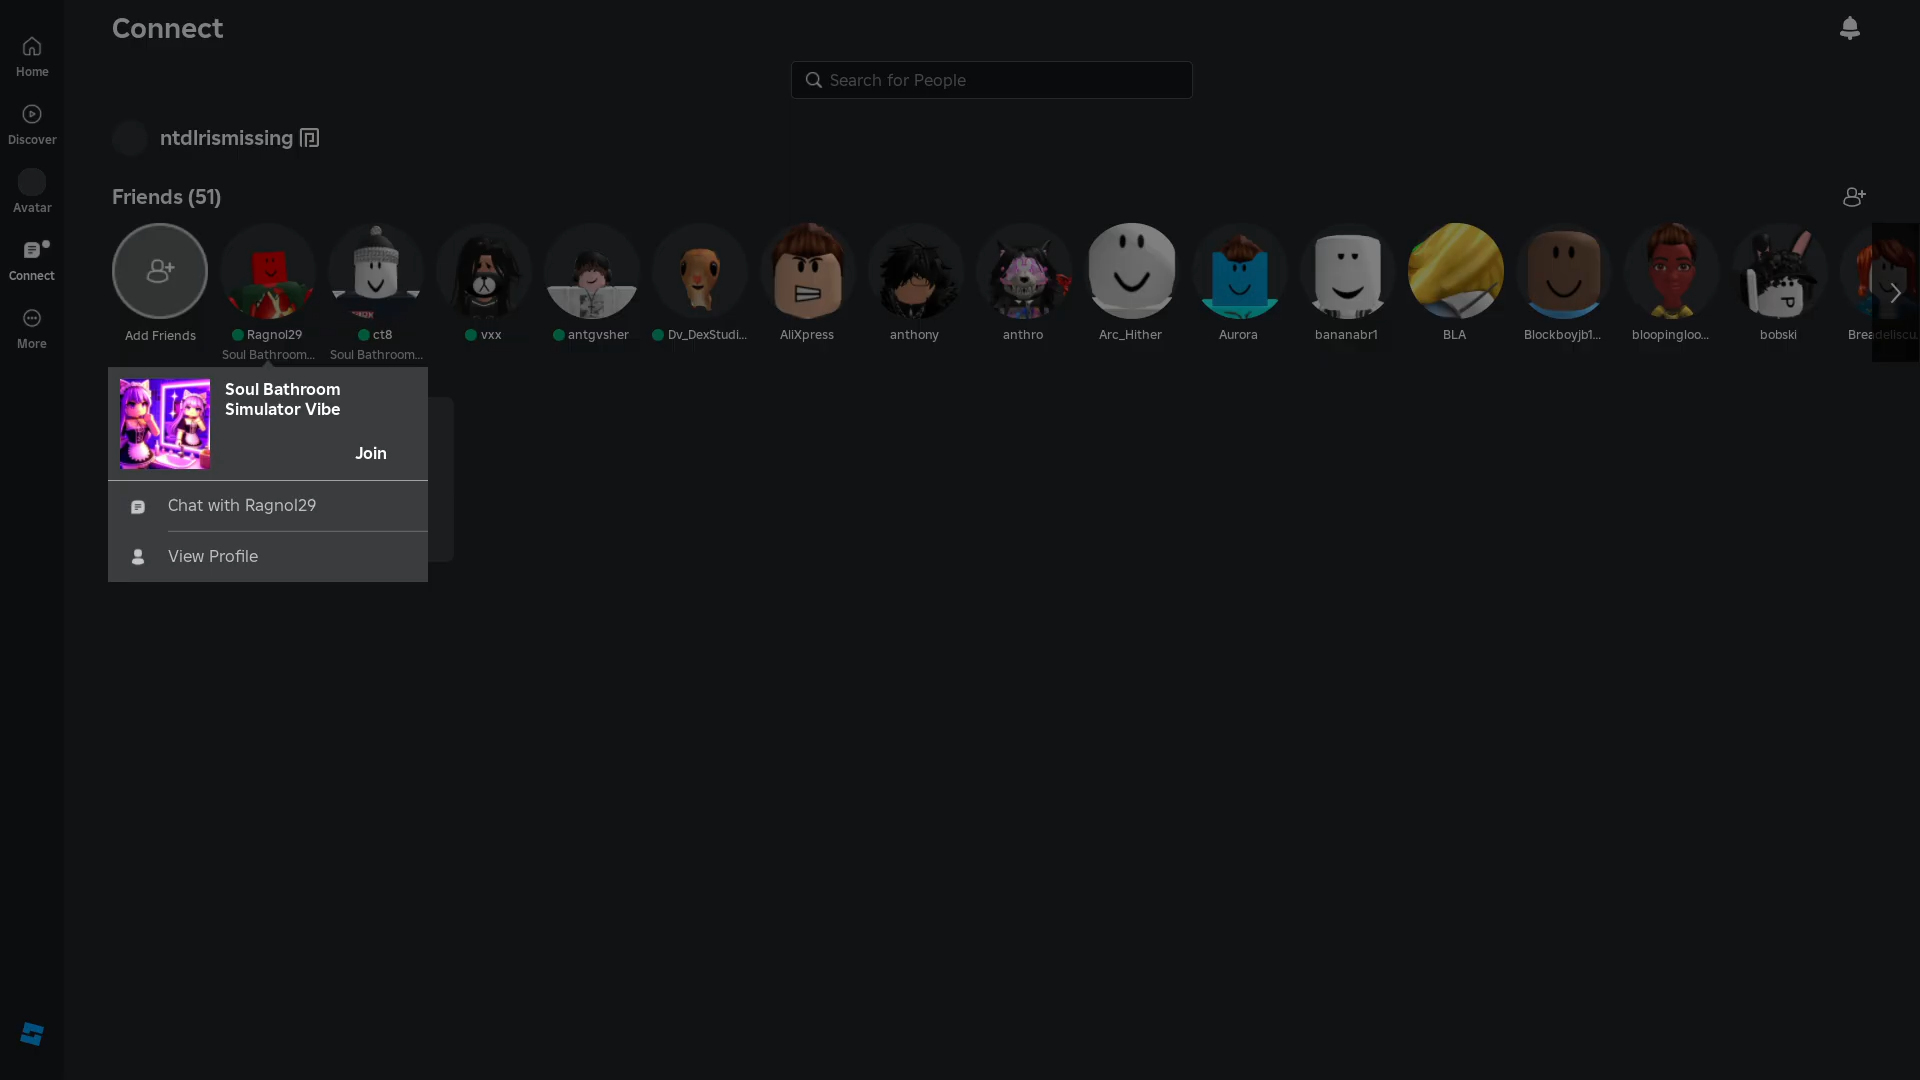 Connect
Search for People
Home
Discover
Avatar
Connect
More
ntdlrismissing
Friends (51)
Add Friends
Ragnol29
ct8
vxx
antgvsher
Dv_DexStudi...
AliXpress
anthony
anthro
Arc_Hither
Aurora
bananabr1
BLA
Blockboyjb1...
bloopingloo...
bobski
Breadeliscu
Soul Bathroom...
Soul Bathroom...
Soul Bathroom
Simulator Vibe
Join
Chat with Ragnol29
View Profile